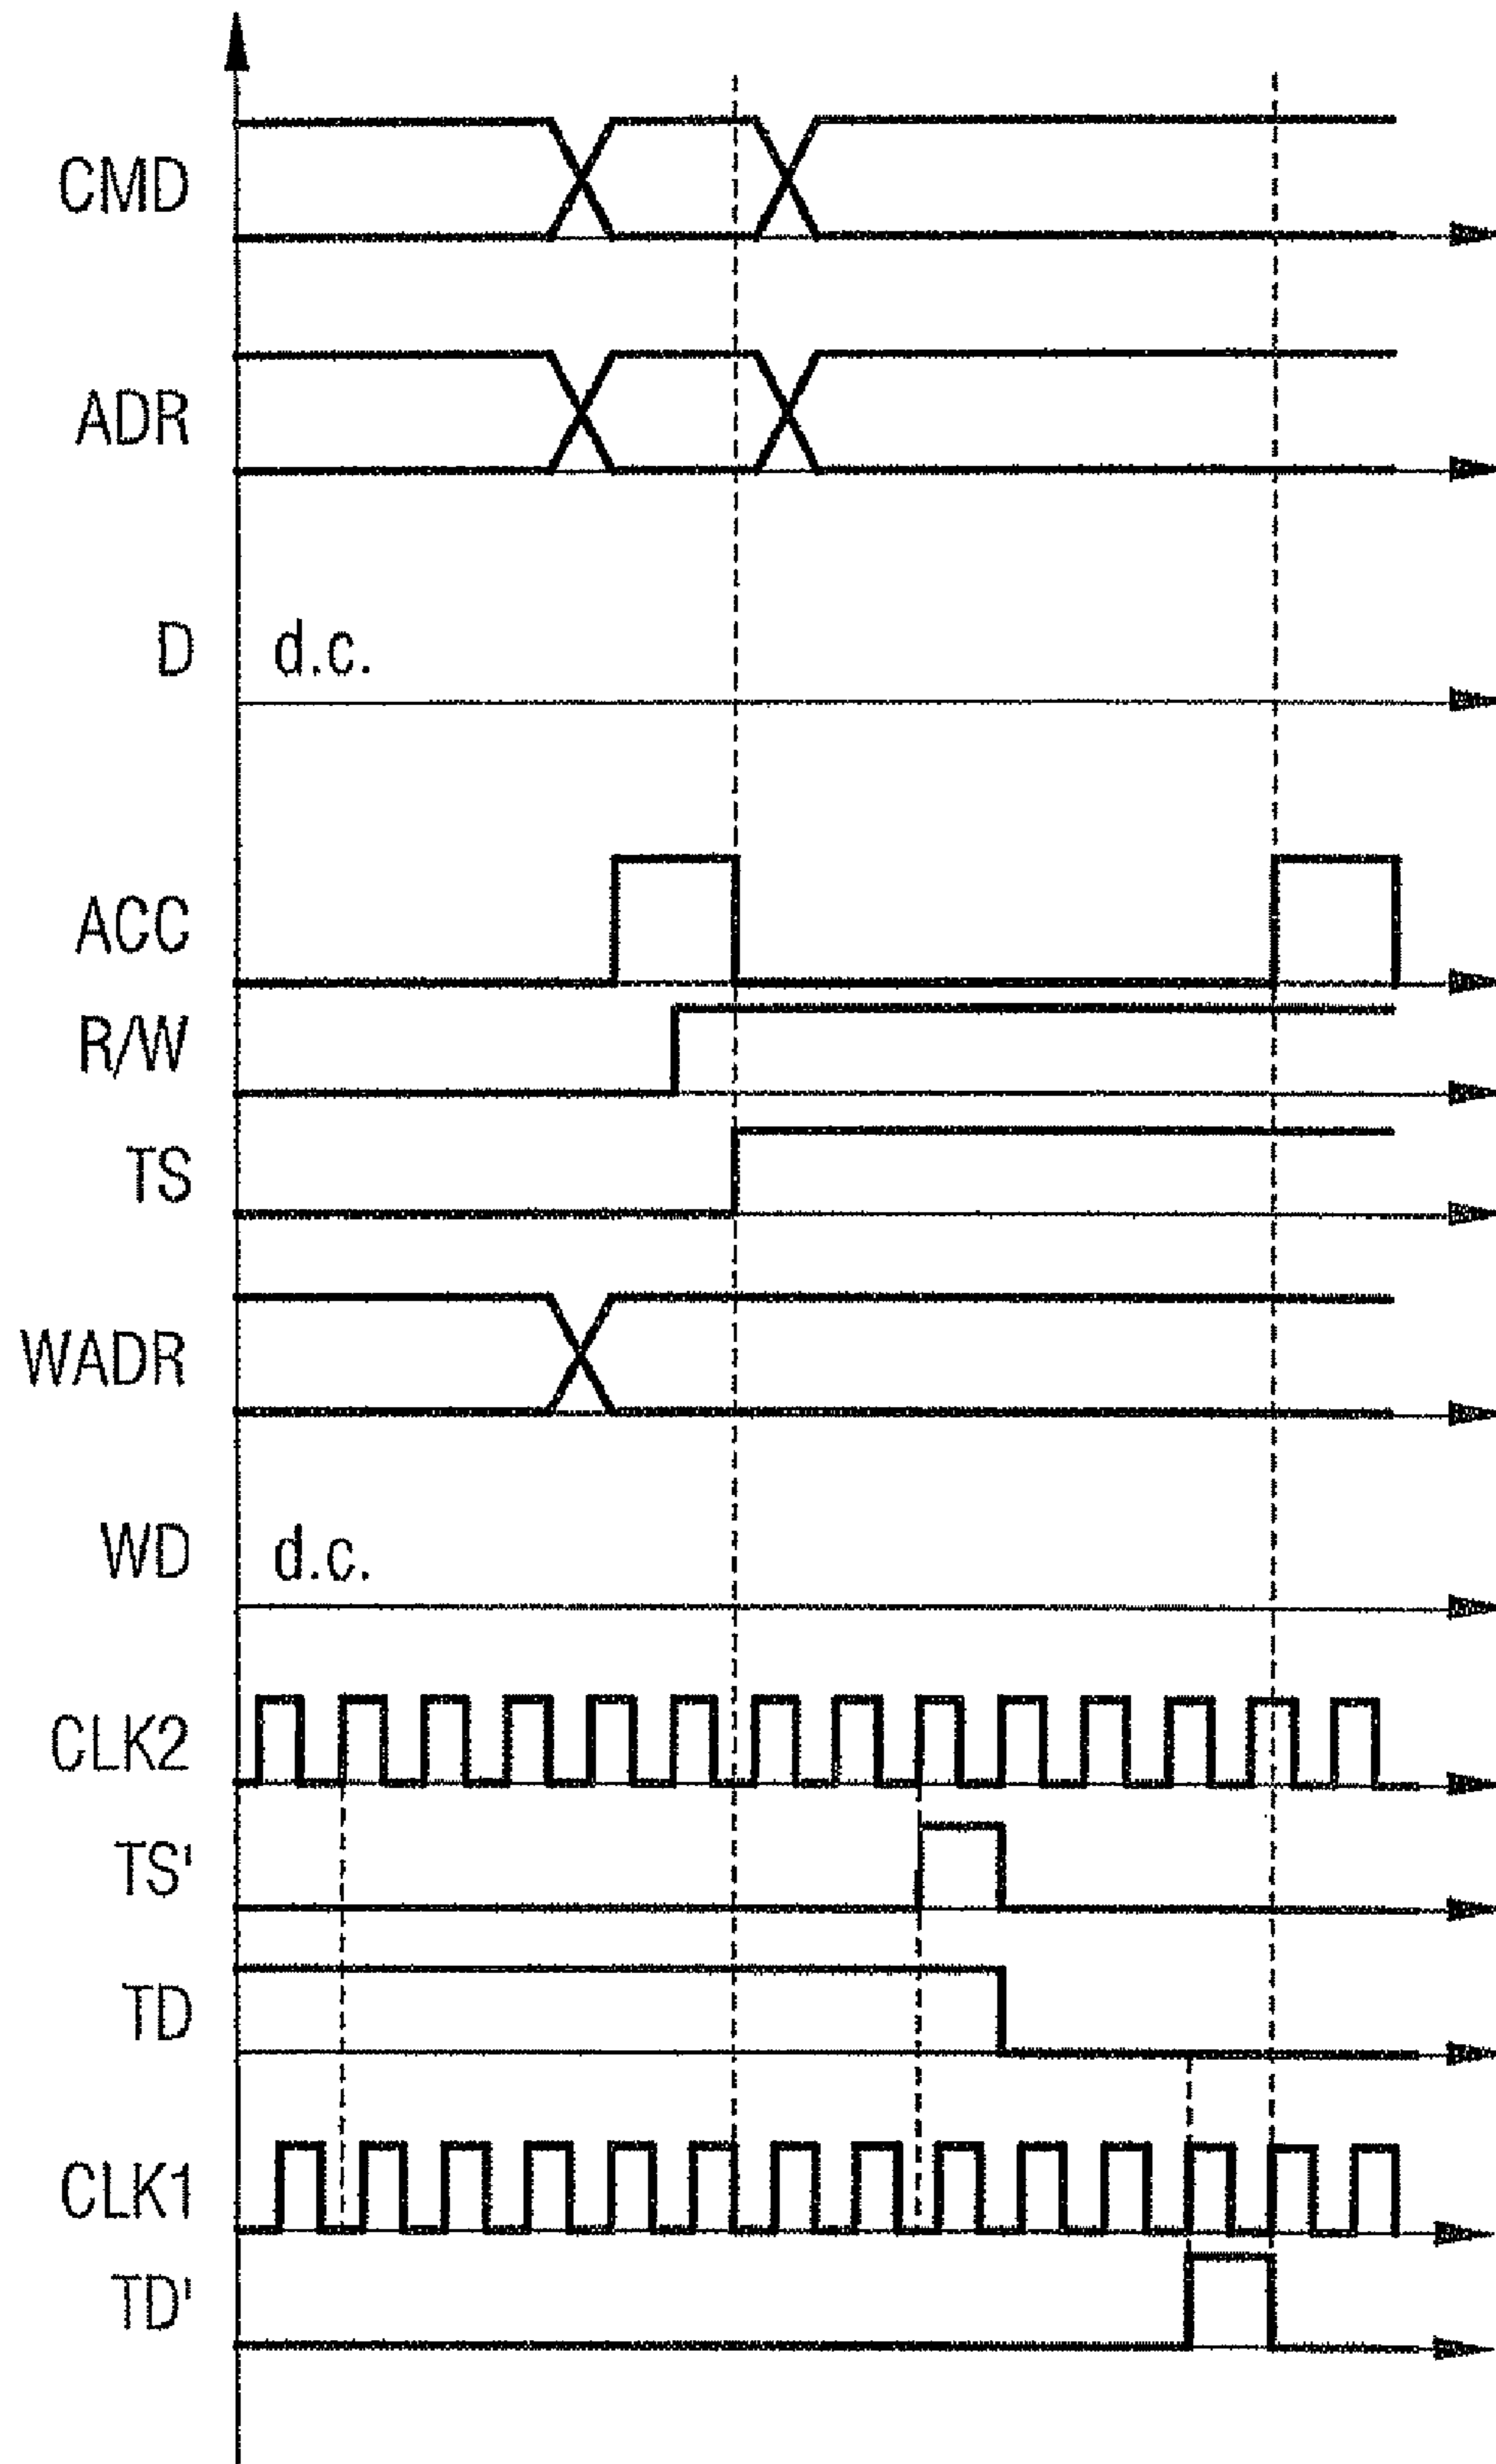 CMD
ADR
D d.c.
ACC
R/W
TS
WADR
WD d.c.
CLK2
TS'
TD
CLK1
TD'